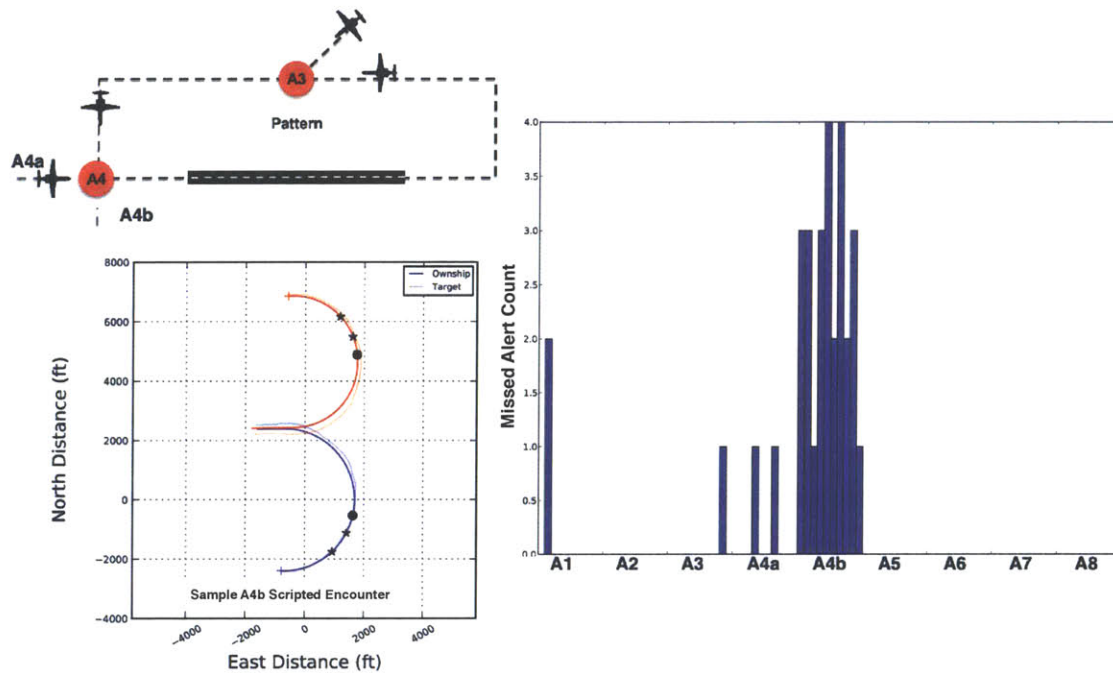 A3
Pattern
A4a
A4
A4b
8000
6000
4000
2000
0
−2000
−4000
−4000
−2000
0
2000
4000
North Distance (ft)
East Distance (ft)
Ownship
Target
Sample A4b Scripted Encounter
4.0
3.5
3.0
2.5
2.0
1.5
1.0
0.5
0.0
Missed Alert Count
A1 A2 A3 A4a A4b A5 A6 A7 A8